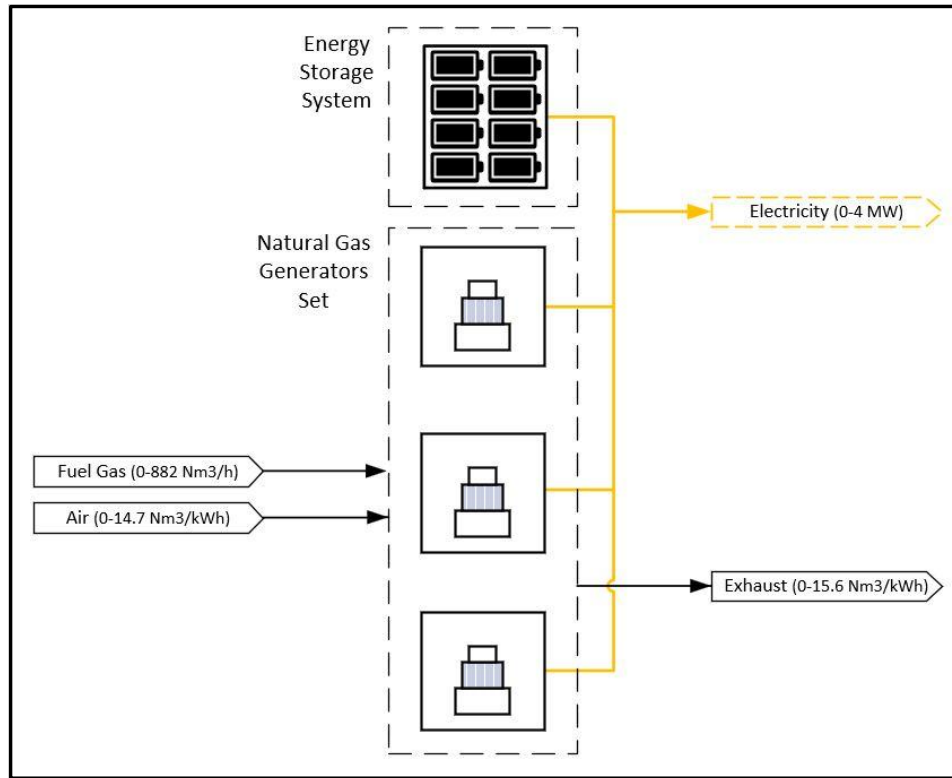 Energy
Storage
System
Electricity (0-4 MW)
Natural Gas
Generators
Set
Fuel Gas (0-882 Nm3/h)
Air (0-14.7 Nm3/kWh)
Exhaust (0-15.6 Nm3/kWh)